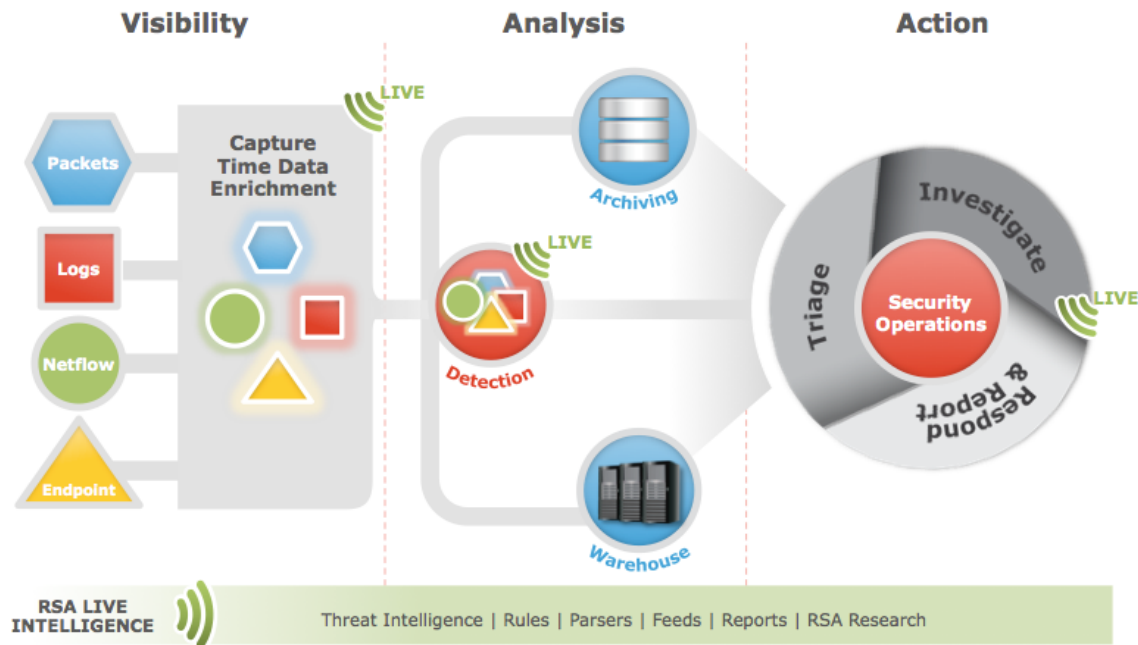 Visibility
Analysis
Action
LIVE
Capture
Time Data
Enrichment
Packets
Logs
Netflow
Endpoint
Archiving
LIVE
Detection
Warehouse
Triage
Investigate
Respond
& Report
Security
Operations
LIVE
RSA LIVE
INTELLIGENCE
Threat Intelligence | Rules | Parsers | Feeds | Reports | RSA Research